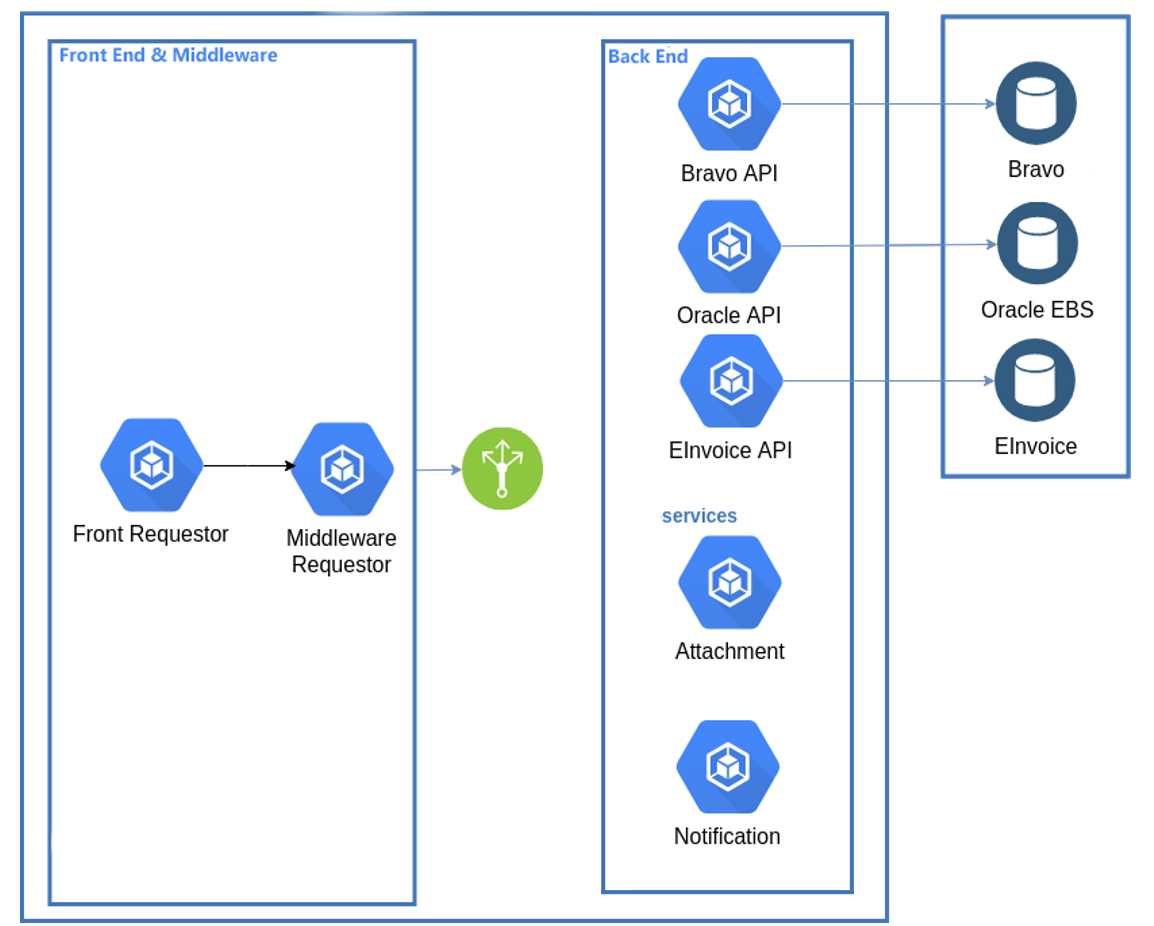 Front End & Middleware
Front Requestor
Middleware
Requestor
Back End
Bravo API
Oracle API
EInvoice API
services
Attachment
Notification
Bravo
Oracle EBS
EInvoice